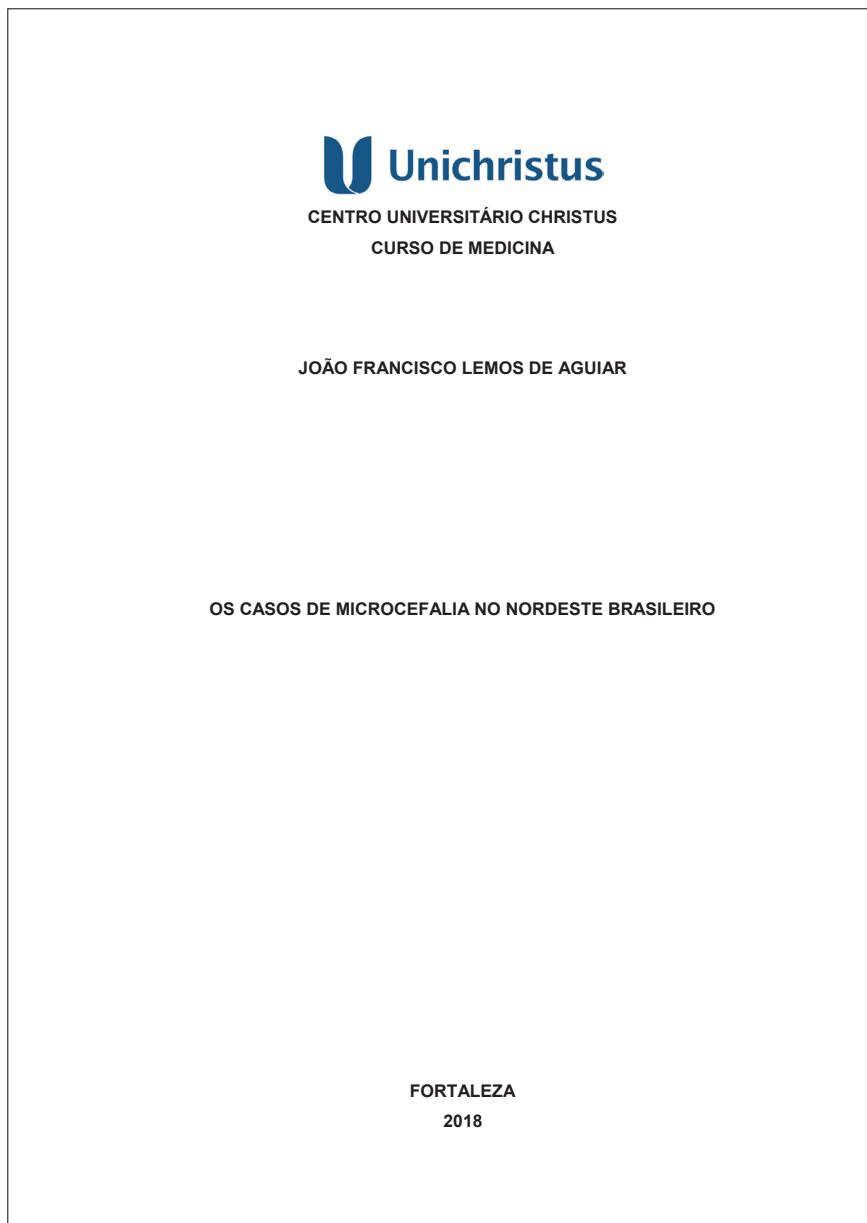 Unichristus
CENTRO UNIVERSITÁRIO CHRISTUS
CURSO DE MEDICINA
JOÃO FRANCISCO LEMOS DE AGUIAR
OS CASOS DE MICROCEFALIA NO NORDESTE BRASILEIRO
FORTALEZA
2018